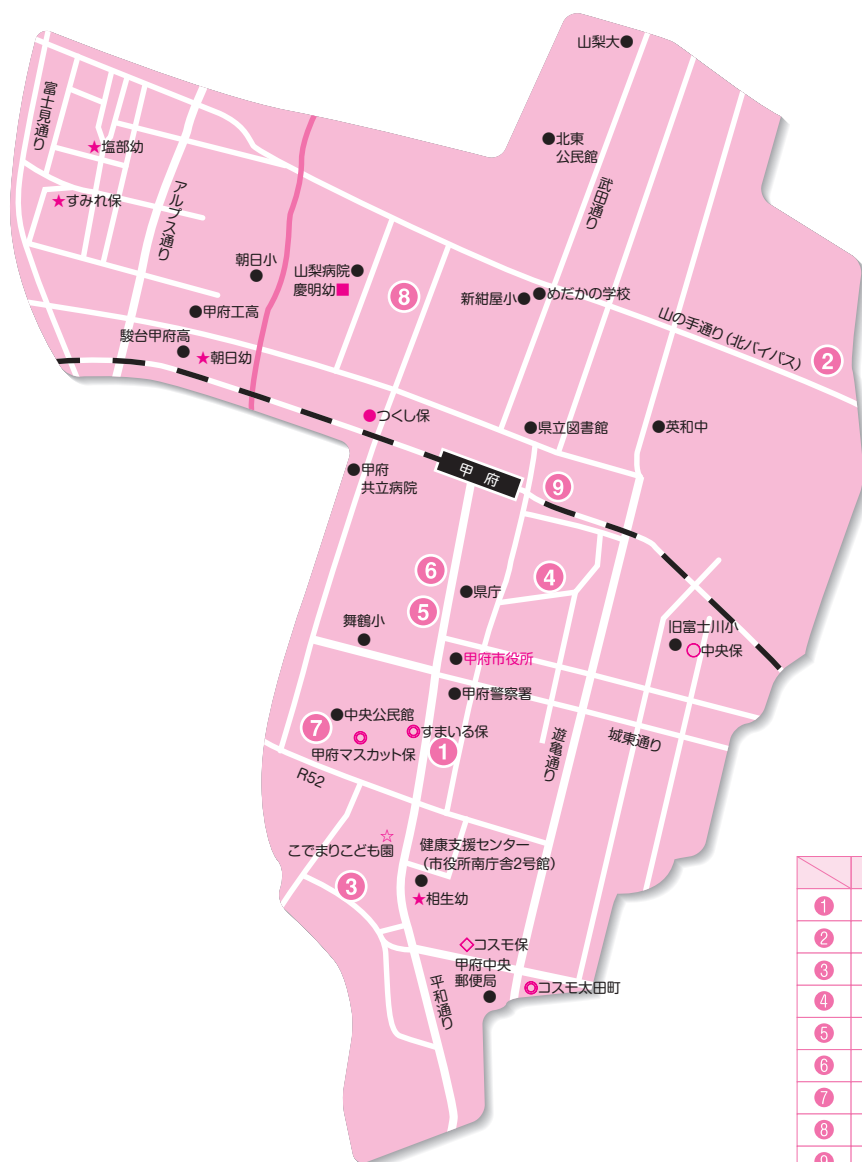 山梨大
北東
公民館
富士見通り
塩部幼
すみれ保
アルプス通り
武田通り
朝日小
山梨病院
慶明幼
8
新紺屋小
めだかの学校
甲府工高
山の手通り(北バイパス)
2
駿台甲府高
朝日幼
つくし保
県立図書館
英和中
甲府
共立病院
甲府
9
6
4
県庁
5
舞鶴小
旧富士川小
中央保
甲府市役所
甲府警察署
中央公民館
7
すまいる保
甲府マスカット保
1
遊亀通り
城東通り
R52
こでまりこども園
健康支援センター
(市役所南庁舎2号館)
3
相生幼
コスモ保
甲府中央
郵便局
コスモ太田町
平和通り
1
2
3
4
5
6
7
8
9